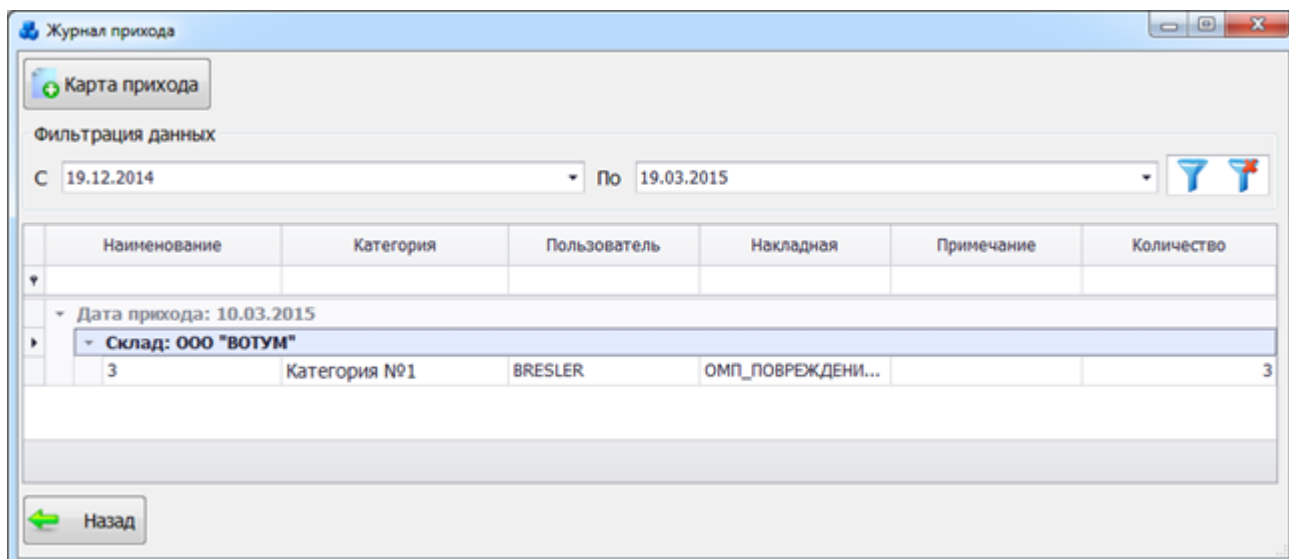 Журнал прихода
Карта прихода
Фильтрация данных
С 19.12.2014 По 19.03.2015
Наименование Категория Пользователь Накладная Примечание Количество
Дата прихода: 10.03.2015
Склад: ООО "ВОТУМ"
3 Категория №1 BRESLER ОМП_ПОВРЕЖДЕНИ... 3
Назад